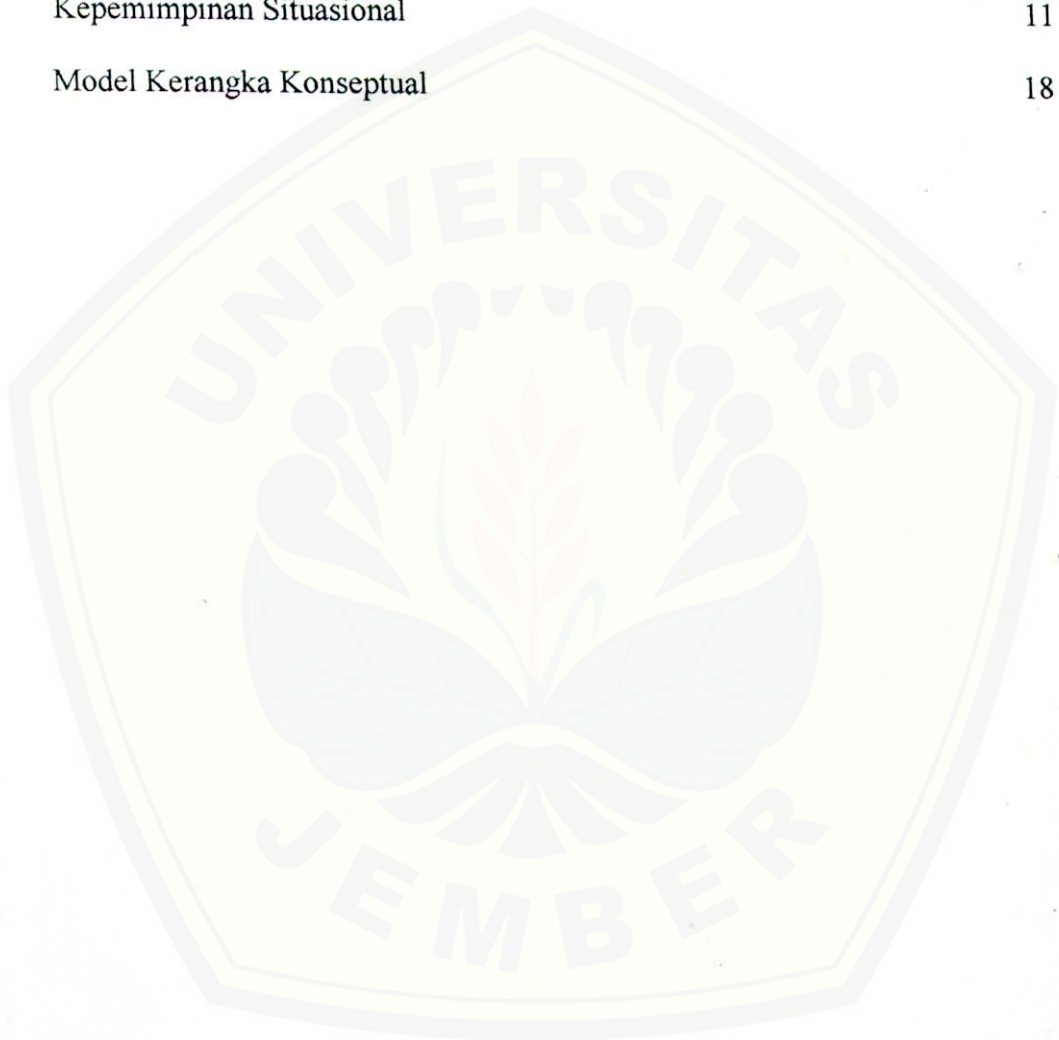 Kepemimpinan Situasional 11
Model Kerangka Konseptual 18
UNIVERSITAS
JEMBER